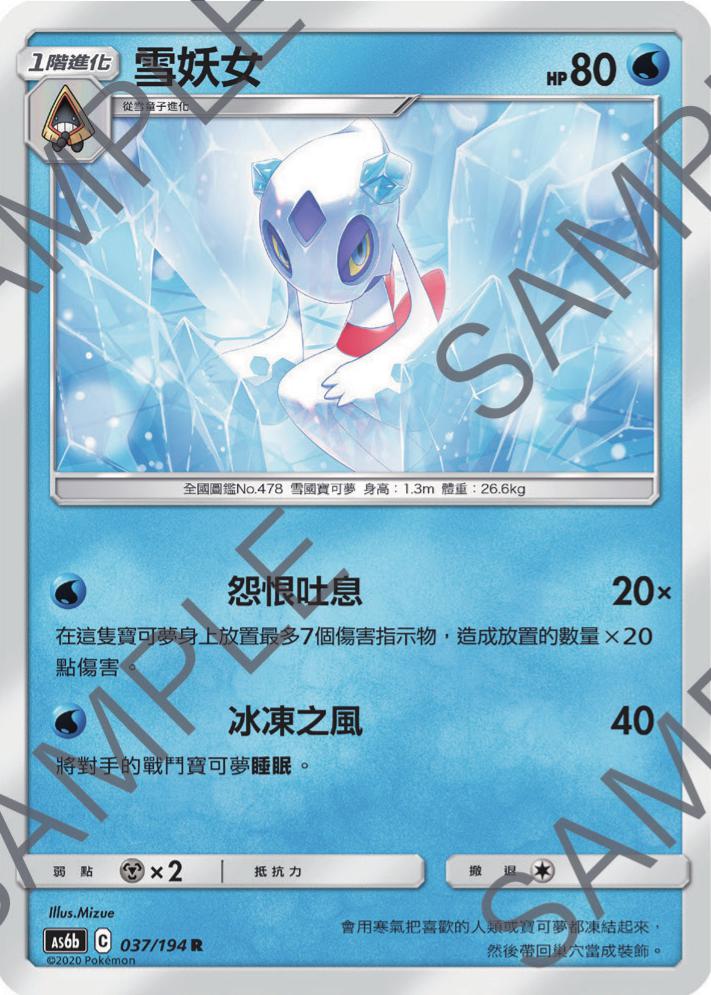 1階進化
雪妖女
HP 80
從雪童子進化
全國圖鑑No.478 雪國寶可夢 身高：1.3m 體重：26.6kg
怨恨吐息 20×
在這隻寶可夢身上放置最多7個傷害指示物，造成放置的數量×20
點傷害。
冰凍之風 40
將對手的戰鬥寶可夢睡眠。
弱點 ×2 抵抗力 撤退
Illus.Mizue
AS6b C 037/194 R
©2020 Pokémon
會用寒氣把喜歡的人類或寶可夢都凍結起來，
然後帶回巢穴當成裝飾。
SAMPLE
SAMPLE
SAMPLE
SAMPLE